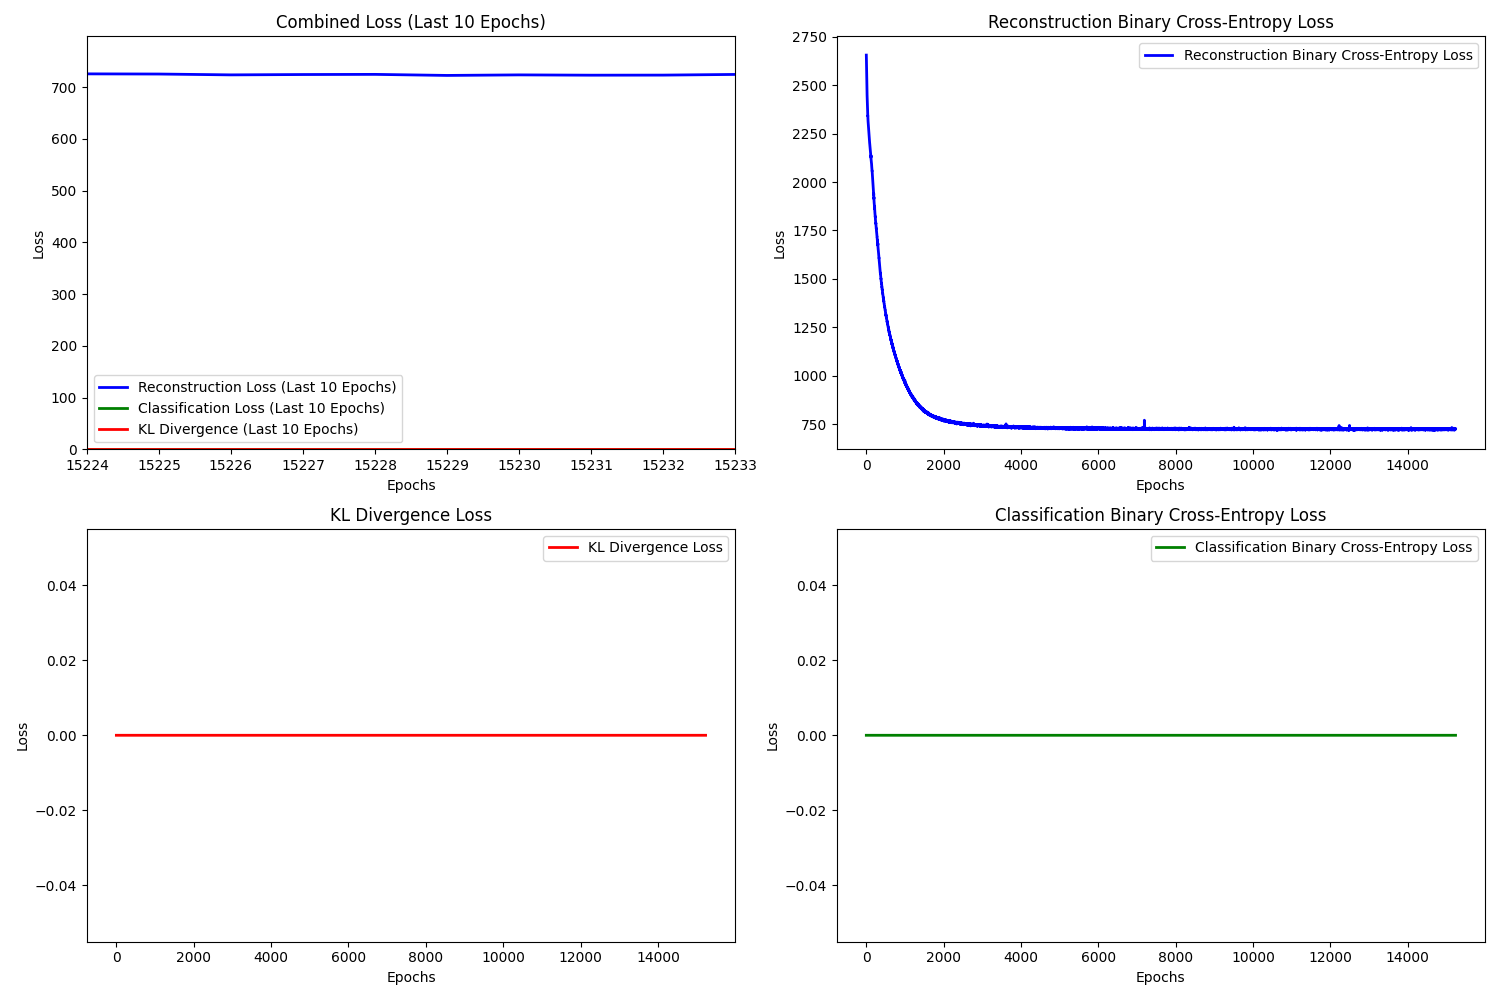 Combined Loss (Last 10 Epochs)
Loss
700
600
500
400
300
200
100
0
Reconstruction Loss (Last 10 Epochs)
Classification Loss (Last 10 Epochs)
KL Divergence (Last 10 Epochs)
15224 15225 15226 15227 15228 15229 15230 15231 15232 15233
Epochs
Reconstruction Binary Cross-Entropy Loss
Loss
2750
2500
2250
2000
1750
1500
1250
1000
750
Reconstruction Binary Cross-Entropy Loss
0 2000 4000 6000 8000 10000 12000 14000
Epochs
KL Divergence Loss
Loss
0.04
0.02
0.00
−0.02
−0.04
KL Divergence Loss
0 2000 4000 6000 8000 10000 12000 14000
Epochs
Classification Binary Cross-Entropy Loss
Loss
0.04
0.02
0.00
−0.02
−0.04
Classification Binary Cross-Entropy Loss
0 2000 4000 6000 8000 10000 12000 14000
Epochs